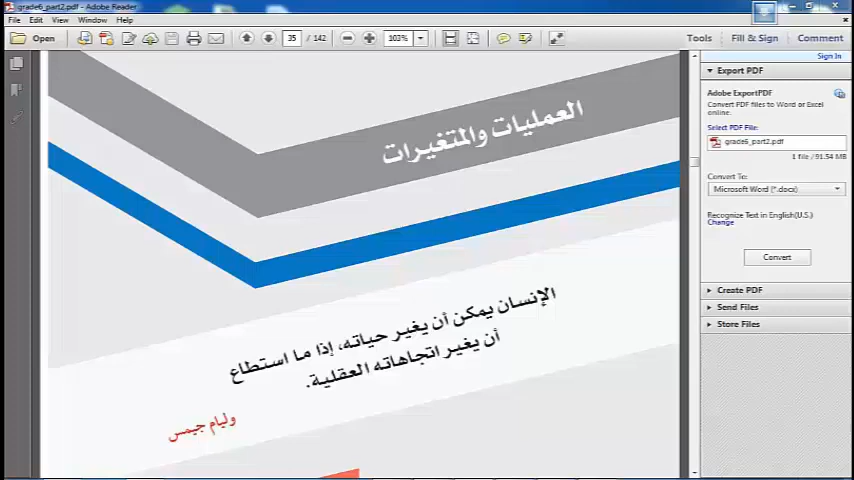 grade6_part2.pdf - Adobe Reader
File Edit View Window Help
Open 35 / 142 103% Tools Fill & Sign Comment
Sign In
Export PDF
Adobe ExportPDF
Convert PDF files to Word or Excel
online.
Select PDF File:
grade6_part2.pdf
1 file / 91.54 MB
Convert To:
Microsoft Word (*.docx)
Recognize Text in English(U.S.)
Change
Convert
Create PDF
Send Files
Store Files
العمليات والمتغيرات
الإنسان يمكن أن يغير حياته، إذا ما استطاع
أن يغير اتجاهاته العقلية.
وليام جيمس